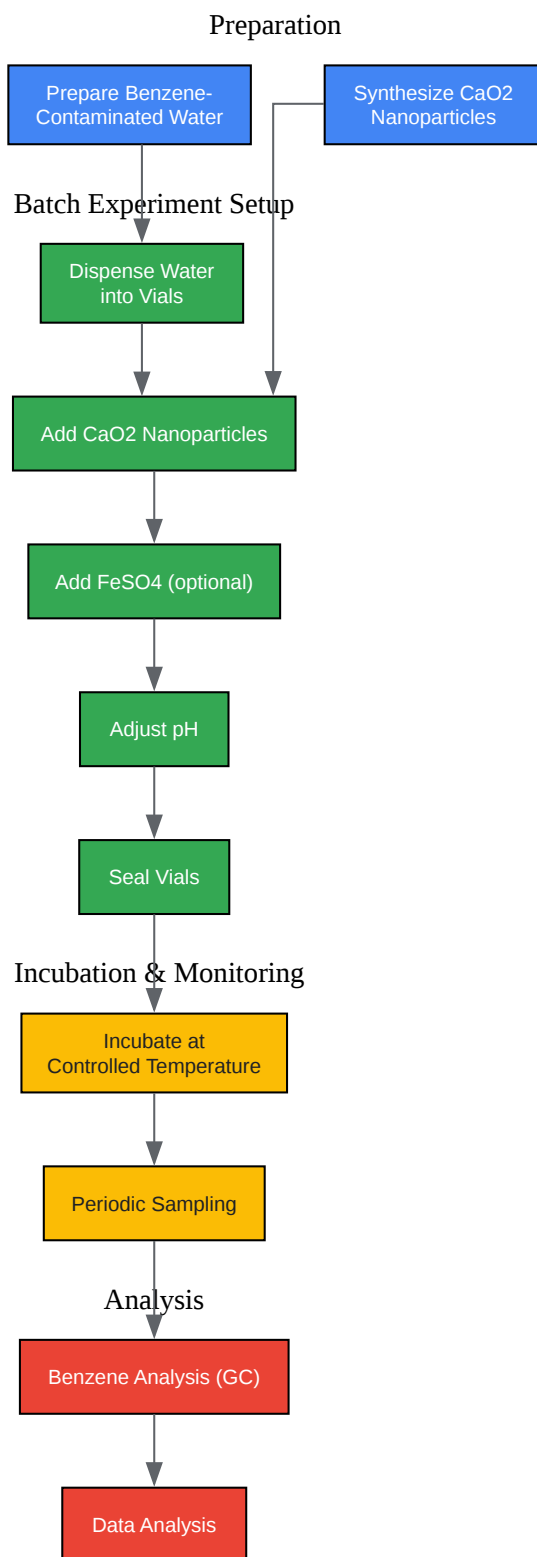 Preparation
Prepare Benzene-
Contaminated Water
Synthesize CaO2
Nanoparticles
Batch Experiment Setup
Dispense Water
into Vials
Add CaO2 Nanoparticles
Add FeSO4 (optional)
Adjust pH
Seal Vials
Incubation & Monitoring
Incubate at
Controlled Temperature
Periodic Sampling
Analysis
Benzene Analysis (GC)
Data Analysis